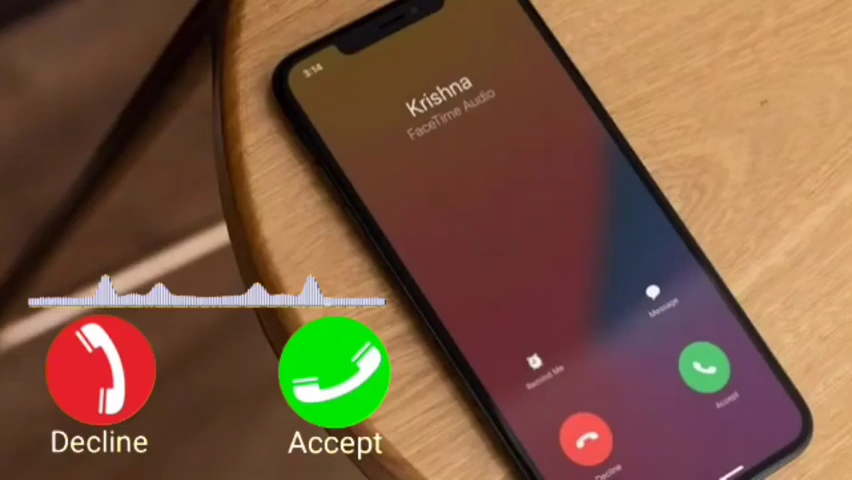 3:14
Krishna
FaceTime Audio
Message
Remind Me
Accept
Decline
Decline
Accept